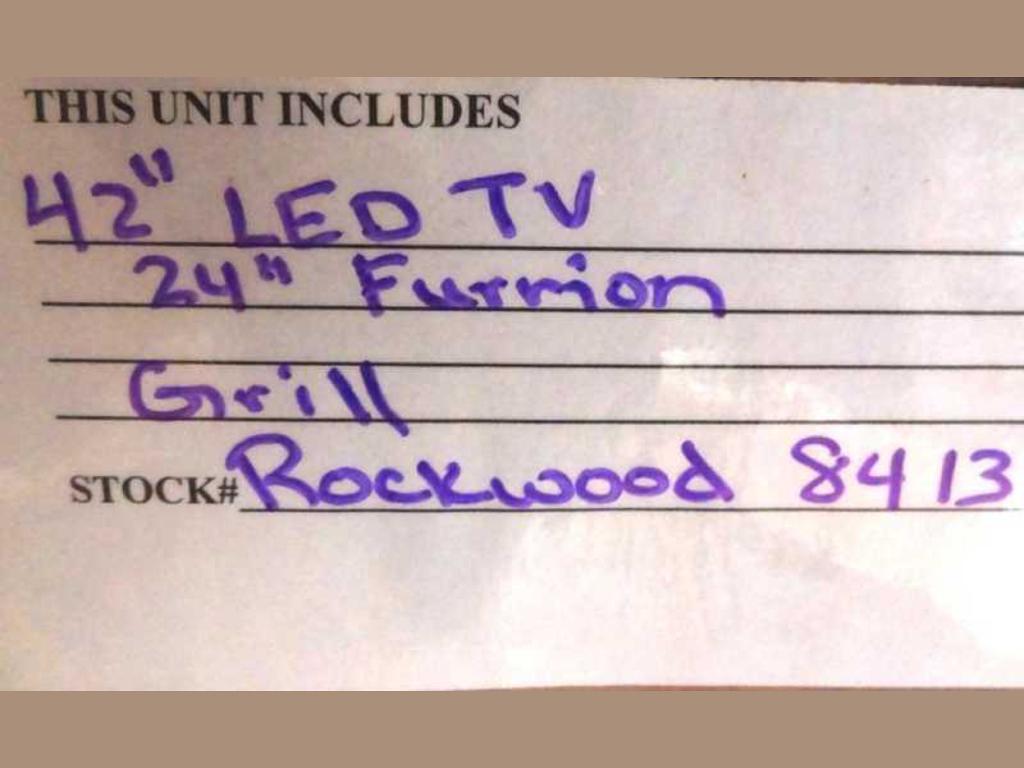 THIS UNIT INCLUDES
42" LED TV
24" Furrion
Grill
STOCK# Rockwood 8413